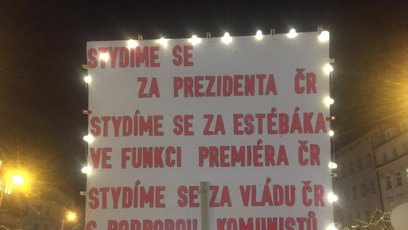 STYDÍME SE
ZA PREZIDENTA ČR
STYDÍME SE ZA ESTÉBÁKA
VE FUNKCI PREMIÉRA ČR
STYDÍME SE ZA VLÁDU ČR
S PODPOROU KOMUNISTŮ